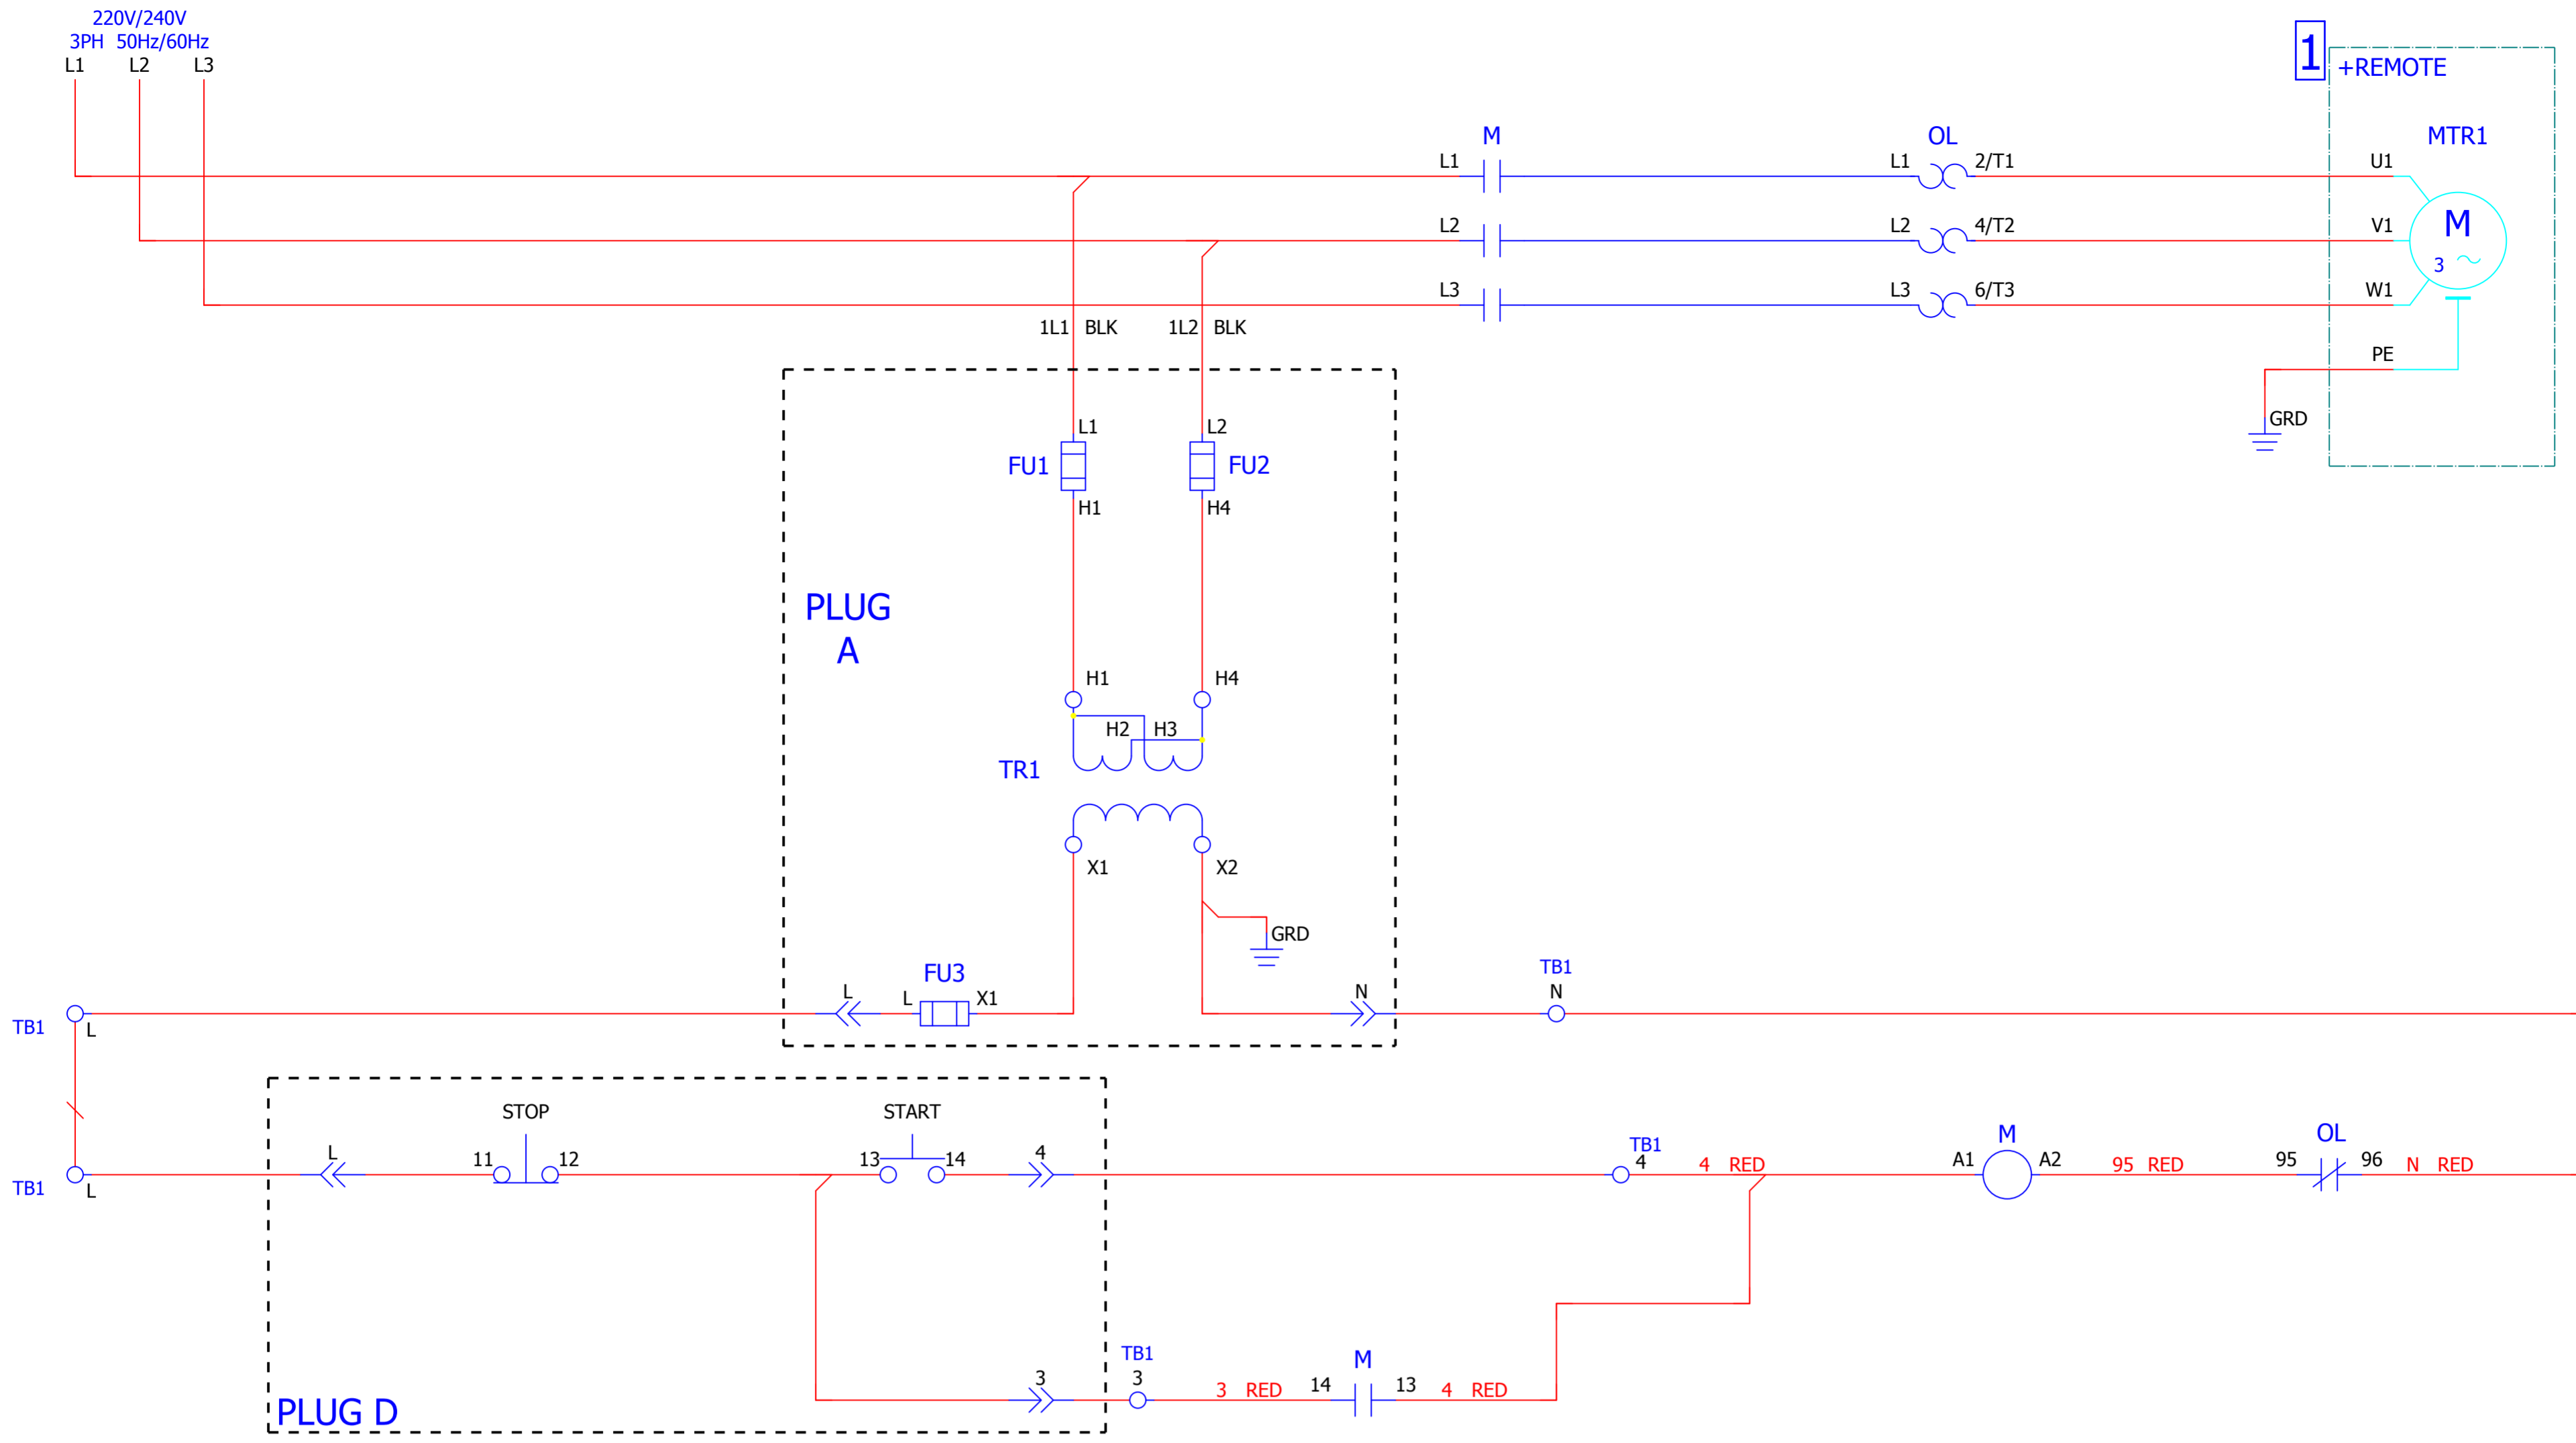 220V/240V
3PH 50Hz/60Hz
L1 L2 L3
1
+REMOTE
M OL MTR1
L1 L1 2/T1 U1
L2 L2 4/T2 V1
M
3
L3 L3 6/T3 W1
1L1 BLK 1L2 BLK
PE
GRD
L1 L2
FU1 FU2
H1 H4
PLUG
A
H1 H4
H2 H3
TR1
X1 X2
GRD
FU3
TB1
L L X1 N N
TB1
L
STOP START
L 11 12 13 14 4
TB1
4
4 RED
M
A1 A2
95 RED
OL
95 96
N RED
TB1
L
TB1
3 3
3 RED
M
14 13
4 RED
PLUG D